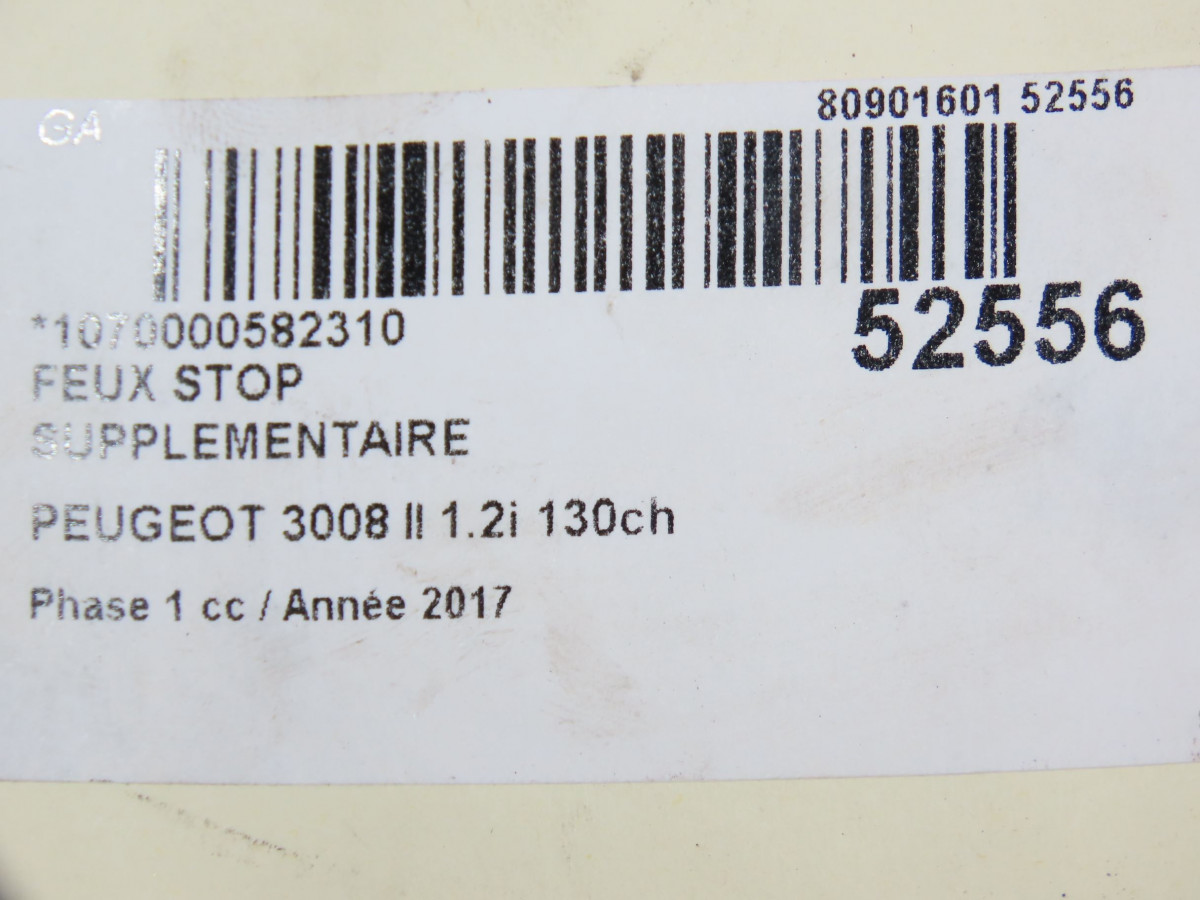 80901601 52556
GA
52556
*1070000582310
FEUX STOP
SUPPLEMENTAIRE
PEUGEOT 3008 II 1.2i 130ch
Phase 1 cc / Année 2017